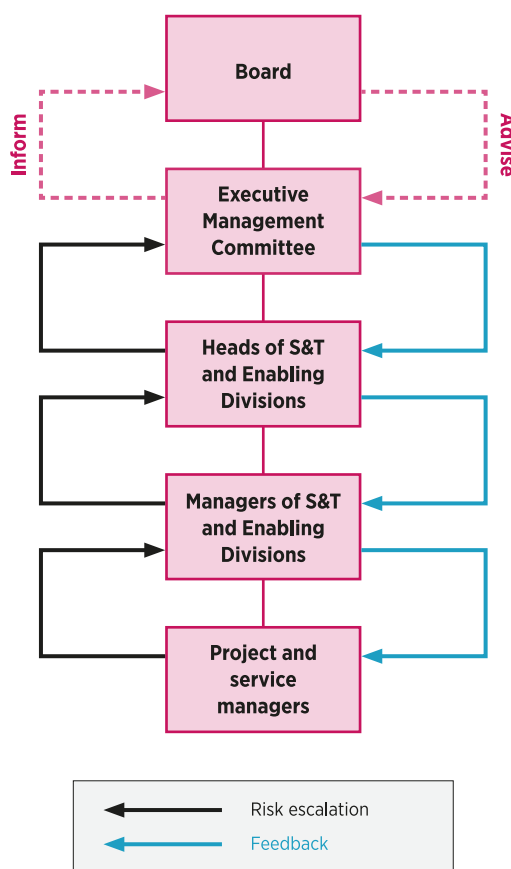 Board
Inform
Advise
Executive
Management
Committee
Heads of S&T
and Enabling
Divisions
Managers of S&T
and Enabling
Divisions
Project and
service
managers
Risk escalation
Feedback